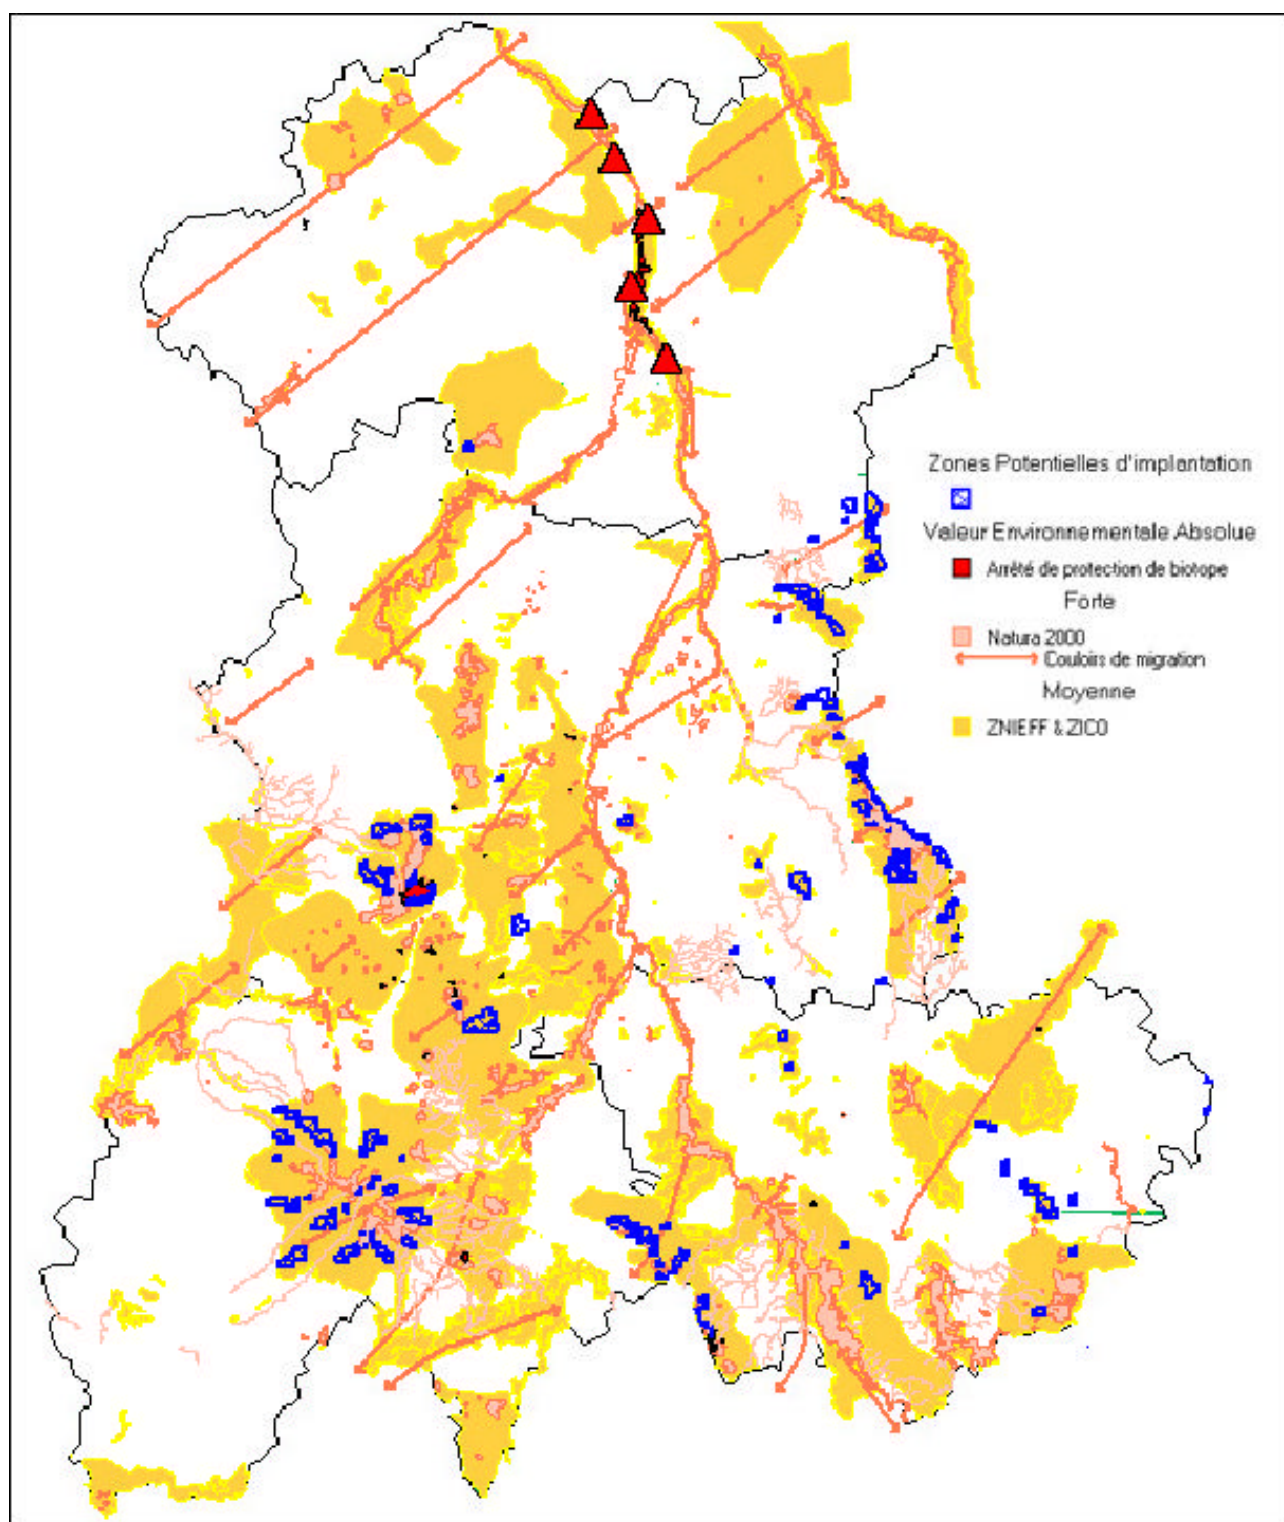 Zones Potentielles d'implantation
Valeur Environnementale Absolue
Arrêté de protection de biotope
Forte
Natura 2000
Couloirs de migration
Moyenne
ZNIEFF & ZICO